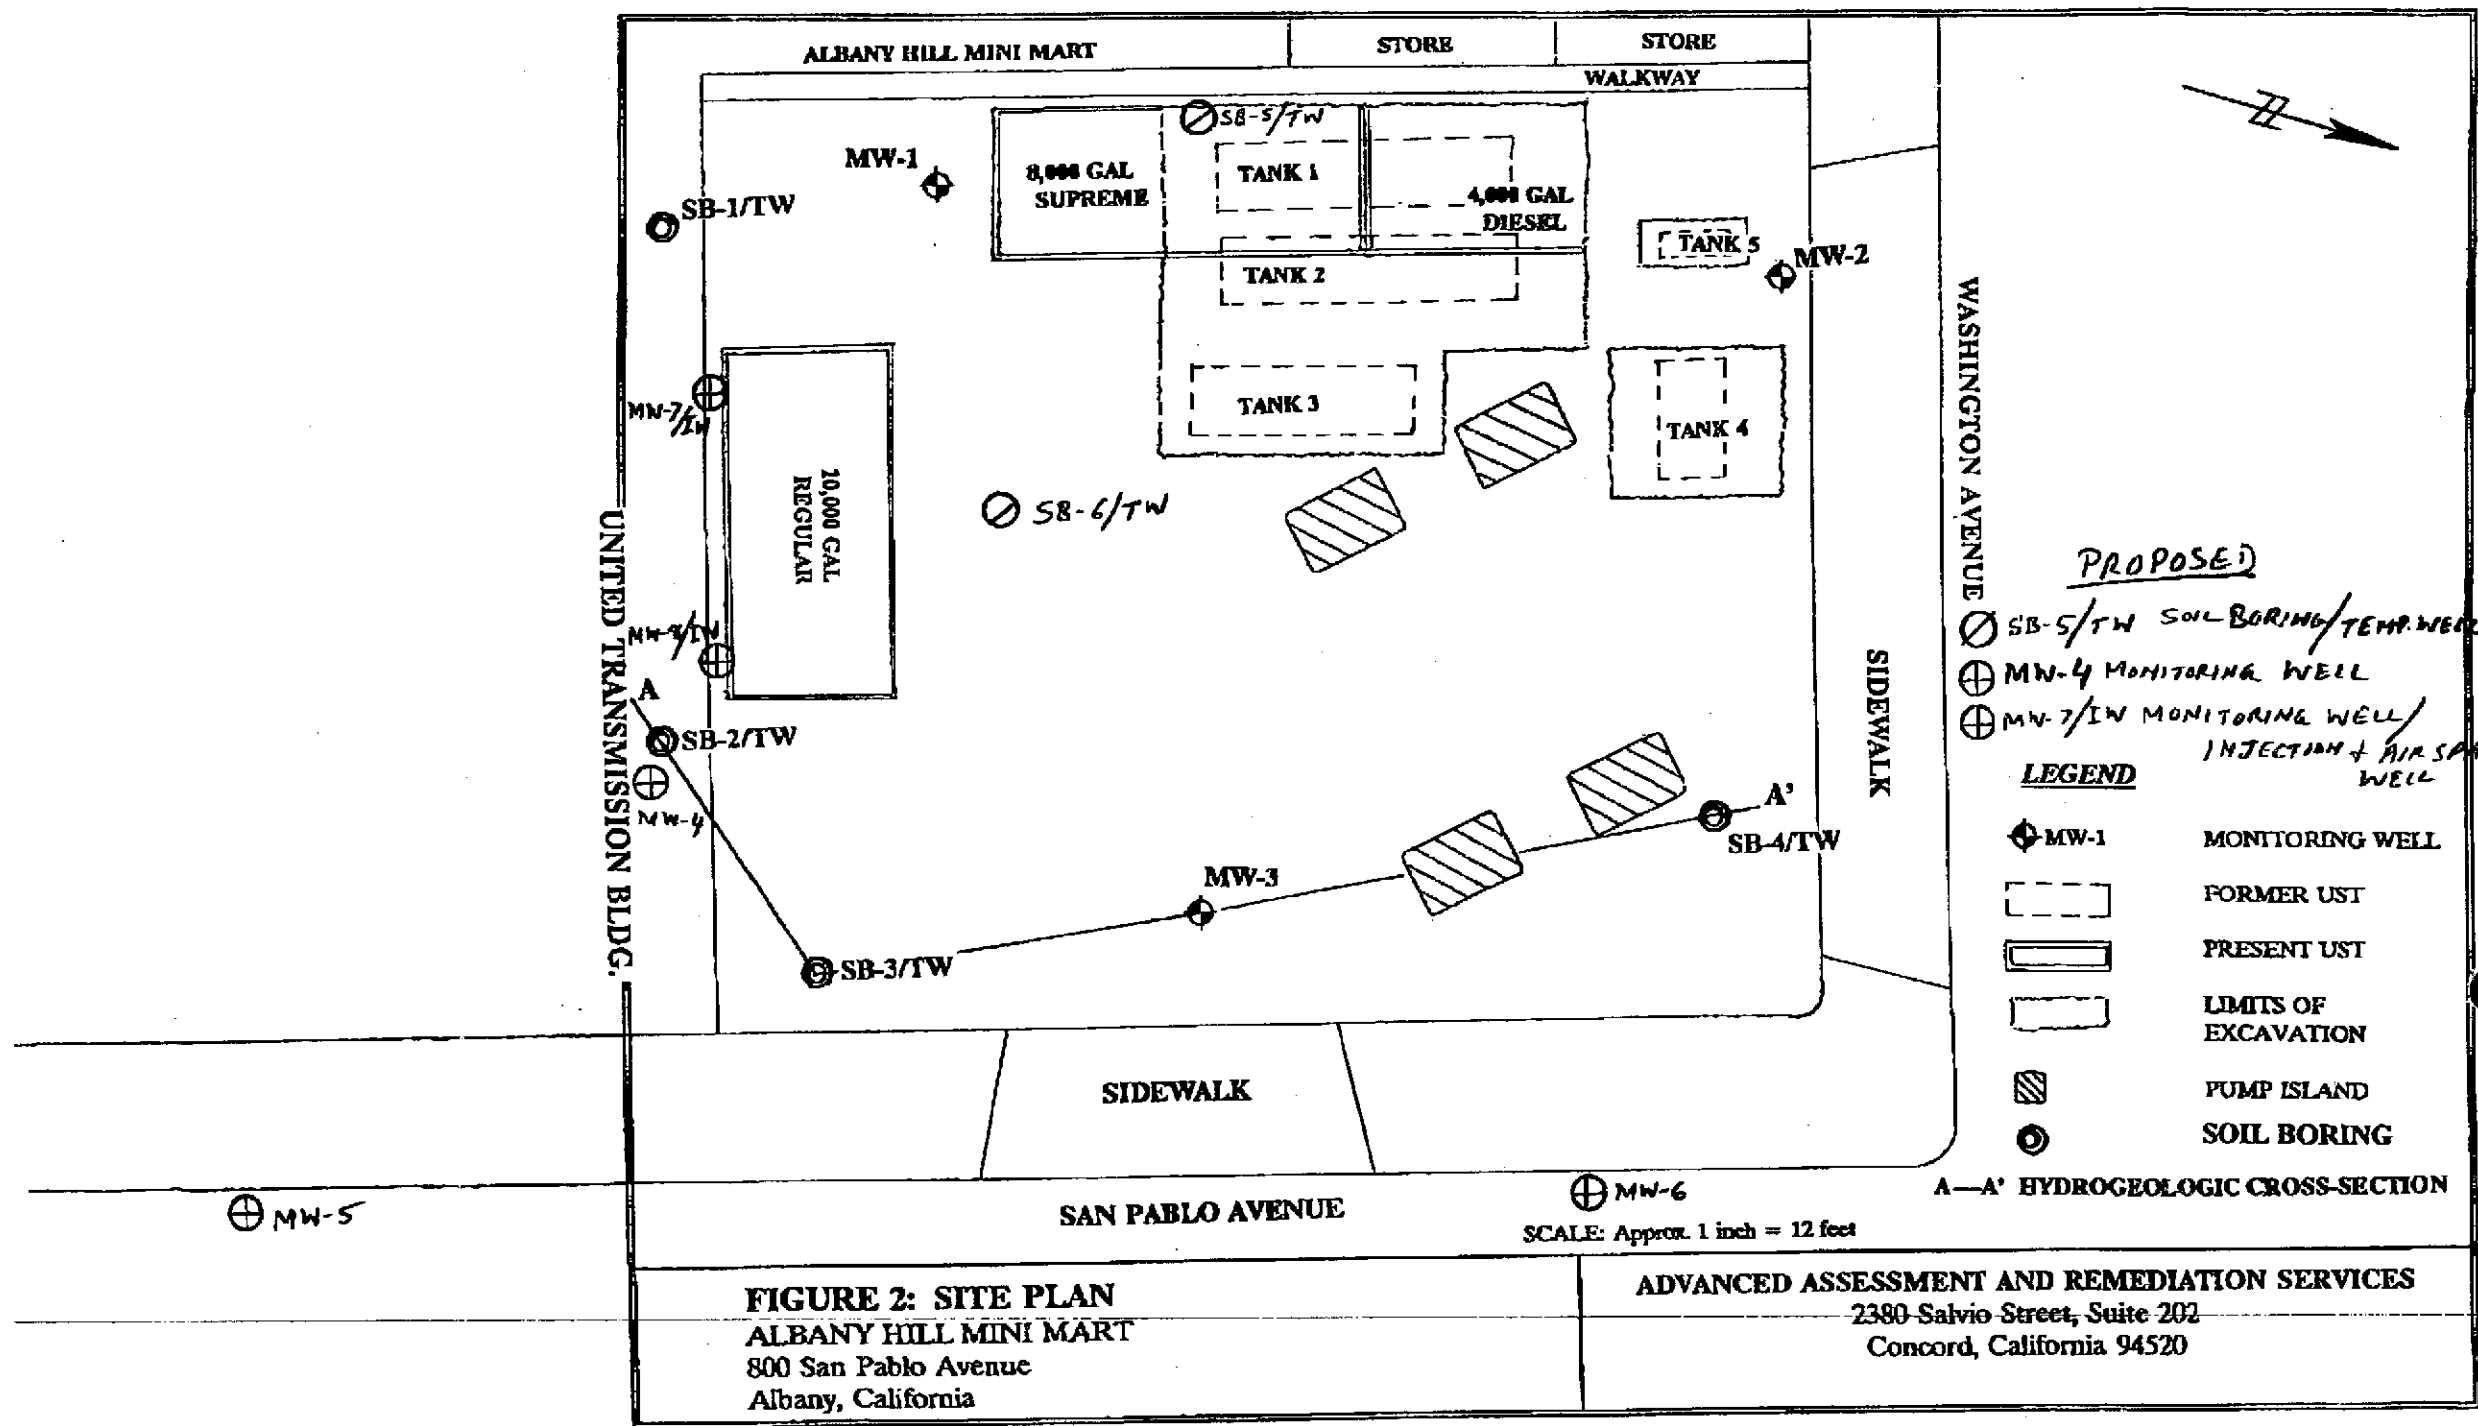 ALBANY HILL MINI MART
STORE
STORE
WALKWAY
SB-5/TW
MW-1
8,000 GAL
SUPREME
TANK 1
4,000 GAL
DIESEL
SB-1/TW
TANK 5
MW-2
TANK 2
WASHINGTON AVENUE
MW-7/IW
TANK 3
TANK 4
10,000 GAL
REGULAR
SB-6/TW
UNITED TRANSMISSION BLDG.
PROPOSED
SB-5/TW SOIL BORING/TEMP. WELL
MW-4 MONITORING WELL
MW-7/IW MONITORING WELL/
INJECTION + AIR
WELL
A
SB-2/TW
MW-4
SIDEWALK
A'
SB-4/TW
MW-3
SB-3/TW
LEGEND
MW-1 MONITORING WELL
FORMER UST
PRESENT UST
LIMITS OF
EXCAVATION
PUMP ISLAND
SOIL BORING
A—A' HYDROGEOLOGIC CROSS-SECTION
SIDEWALK
MW-5
SAN PABLO AVENUE
MW-6
SCALE: Approx. 1 inch = 12 feet
FIGURE 2: SITE PLAN
ALBANY HILL MINI MART
800 San Pablo Avenue
Albany, California
ADVANCED ASSESSMENT AND REMEDIATION SERVICES
2380 Salvio Street, Suite 202
Concord, California 94520